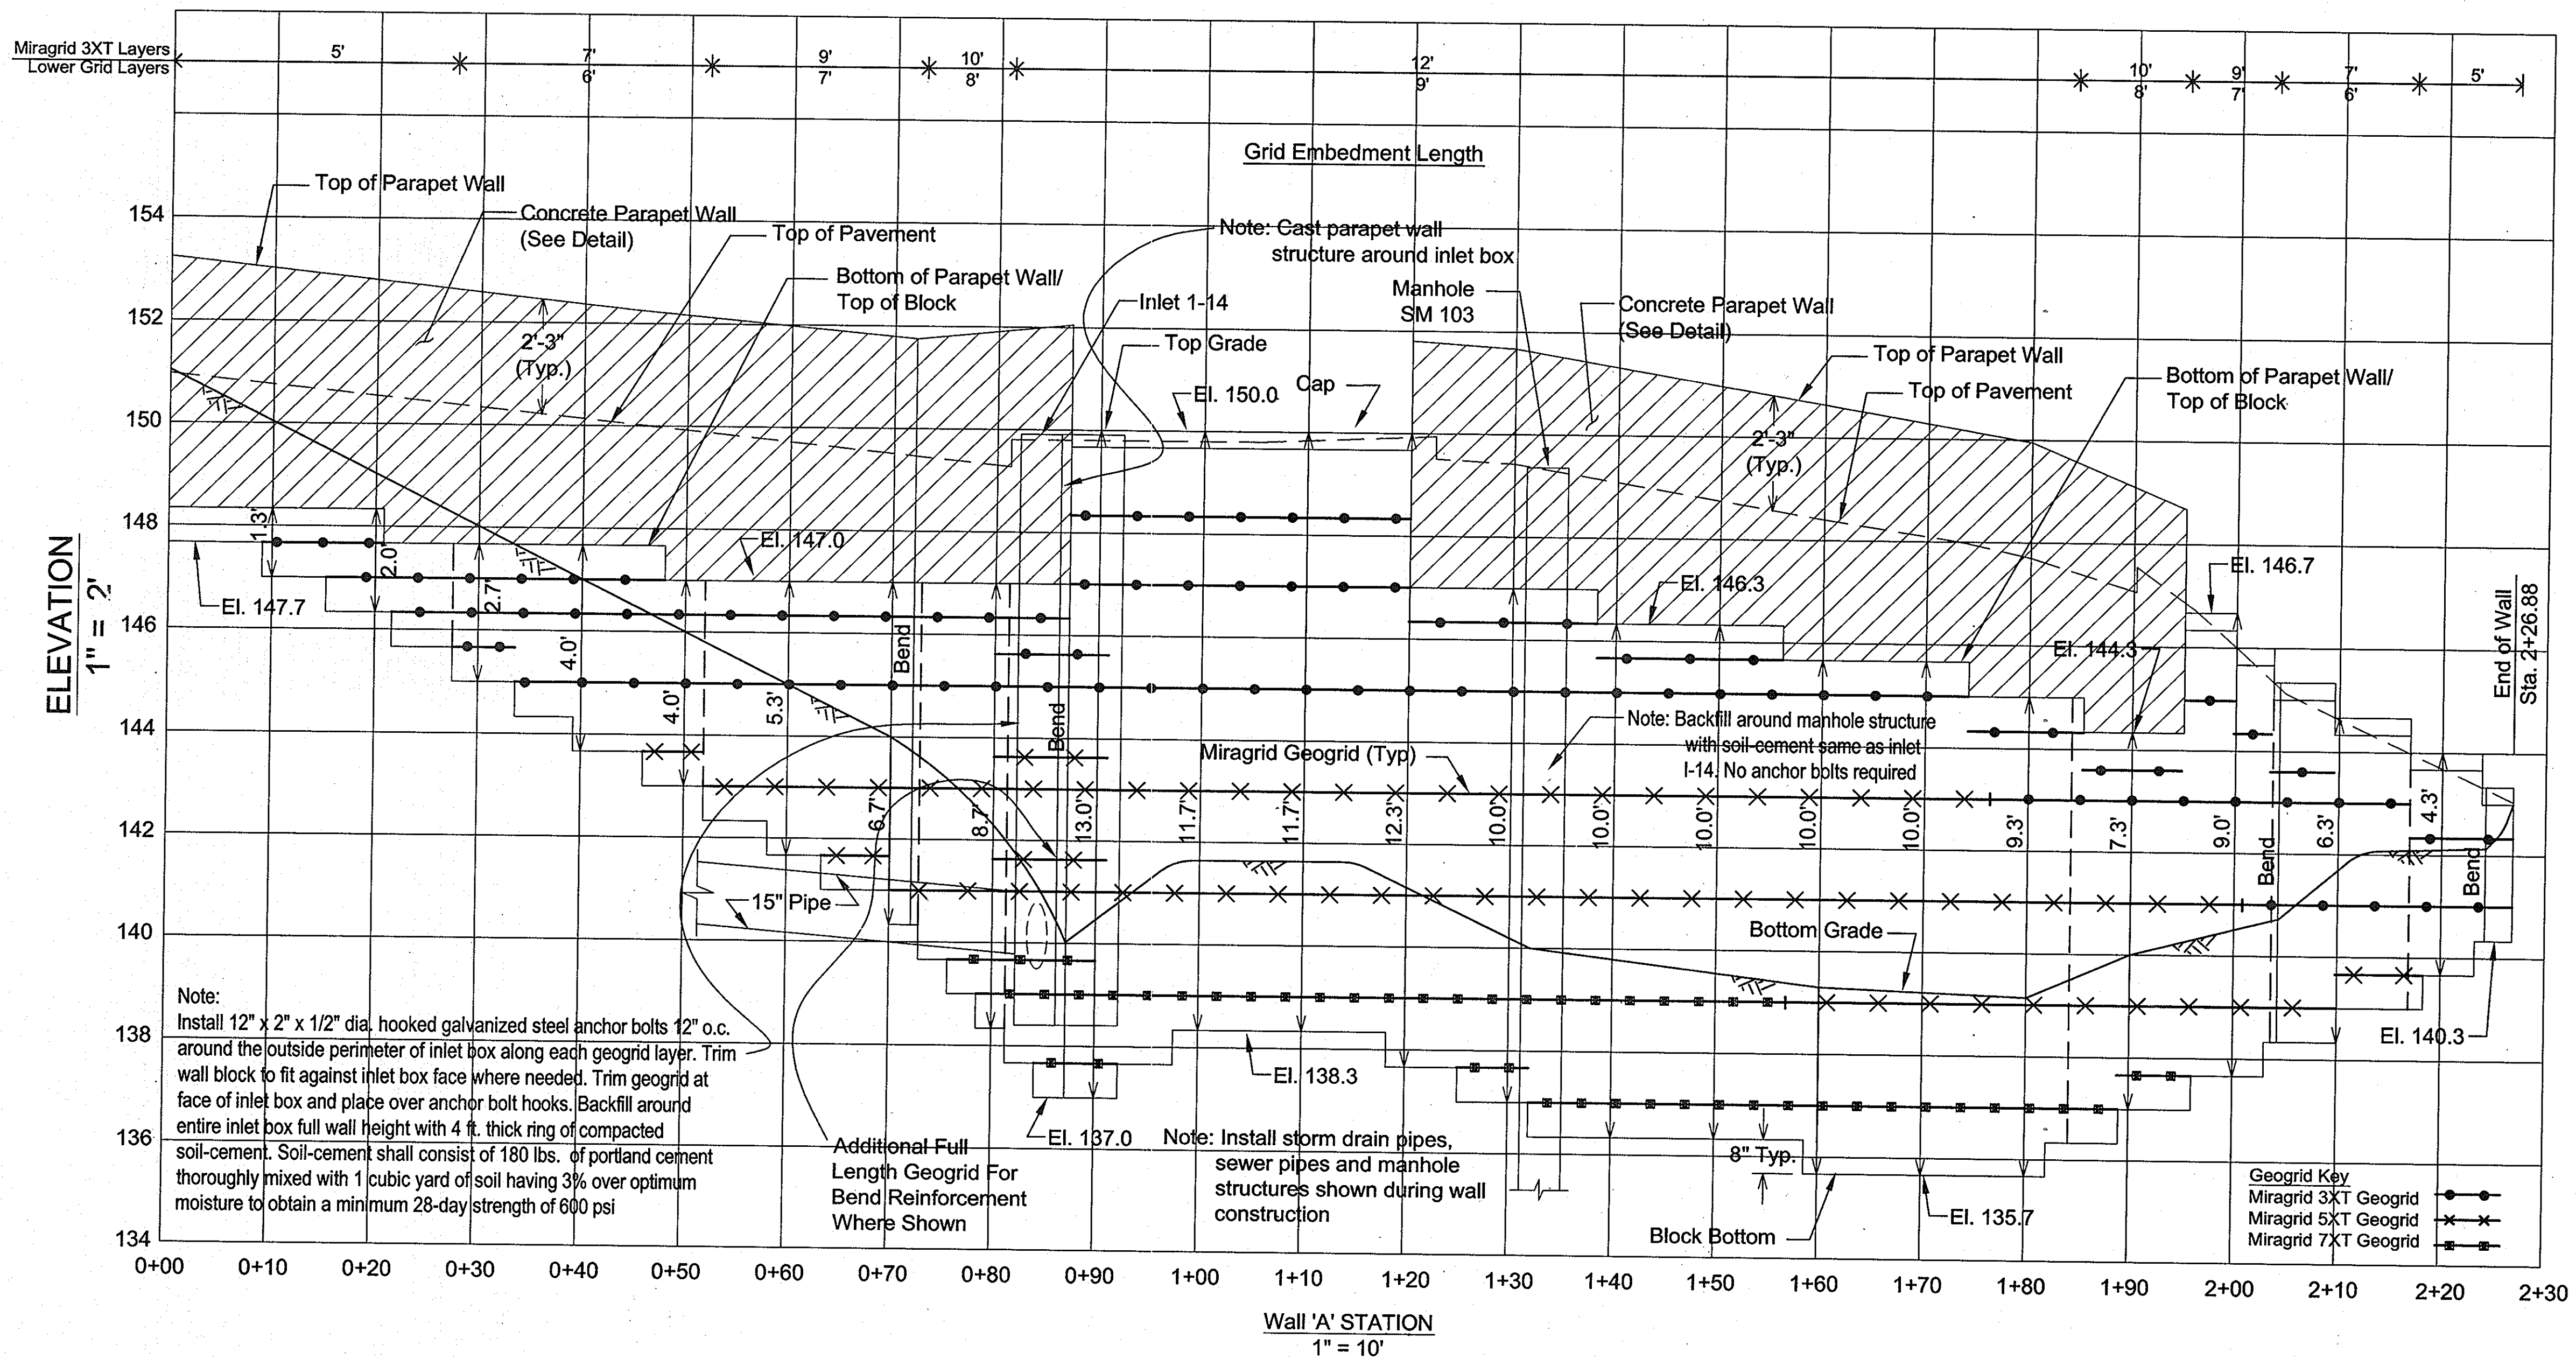 Miragrid 3XT Layers
Lower Grid Layers
5'
7'
6'
9'
7'
10'
8'
12'
9'
10'
8'
9'
7'
7'
6'
5'
Grid Embedment Length
Top of Parapet Wall
Concrete Parapet Wall
(See Detail)
Top of Pavement
Bottom of Parapet Wall/
Top of Block
Note: Cast parapet wall
structure around inlet box
Inlet 1-14
Top Grade
El. 150.0
Cap
Manhole
SM 103
Concrete Parapet Wall
(See Detail)
Top of Parapet Wall
Top of Pavement
Bottom of Parapet Wall/
Top of Block
2'-3"
(Typ.)
2'-3"
(Typ.)
ELEVATION
1" = 2'
154
152
150
148
146
144
142
140
138
136
134
El. 147.7
El. 147.0
El. 146.3
El. 144.3
El. 146.7
End of Wall
Sta. 2+26.88
1.3'
2.0'
2.7'
4.0'
4.0'
5.3'
6.7'
8.7'
13.0'
11.7'
11.7'
12.3'
10.0'
10.0'
10.0'
10.0'
10.0'
9.3'
7.3'
9.0'
6.3'
4.3'
Bend
Bend
Bend
Bend
Miragrid Geogrid (Typ)
Note: Backfill around manhole structure
with soil-cement same as inlet
I-14. No anchor bolts required
15" Pipe
Bottom Grade
El. 138.3
El. 137.0
El. 140.3
El. 135.7
8" Typ.
Block Bottom
Note:
Install 12" x 2" x 1/2" dia. hooked galvanized steel anchor bolts 12" o.c.
around the outside perimeter of inlet box along each geogrid layer. Trim
wall block to fit against inlet box face where needed. Trim geogrid at
face of inlet box and place over anchor bolt hooks. Backfill around
entire inlet box full wall height with 4 ft. thick ring of compacted
soil-cement. Soil-cement shall consist of 180 lbs. of portland cement
thoroughly mixed with 1 cubic yard of soil having 3% over optimum
moisture to obtain a minimum 28-day strength of 600 psi
Additional Full
Length Geogrid For
Bend Reinforcement
Where Shown
Note: Install storm drain pipes,
sewer pipes and manhole
structures shown during wall
construction
Geogrid Key
Miragrid 3XT Geogrid
Miragrid 5XT Geogrid
Miragrid 7XT Geogrid
0+00
0+10
0+20
0+30
0+40
0+50
0+60
0+70
0+80
0+90
1+00
1+10
1+20
1+30
1+40
1+50
1+60
1+70
1+80
1+90
2+00
2+10
2+20
2+30
Wall 'A' STATION
1" = 10'